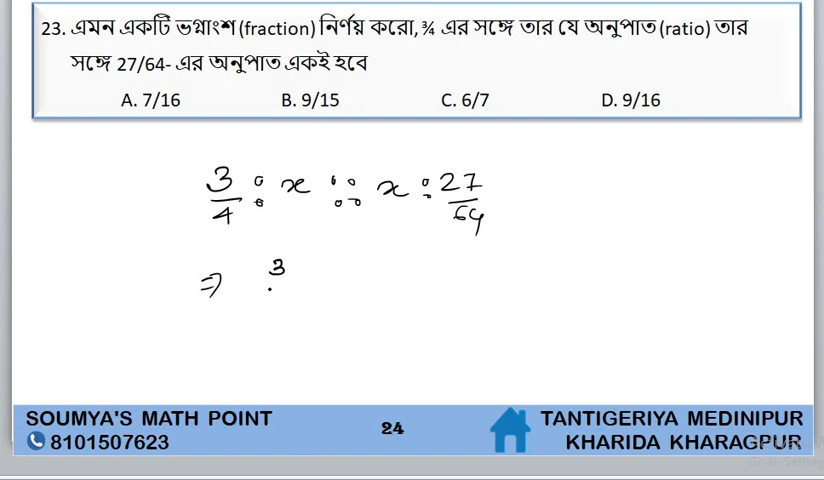 23. এমন একটি ভগ্নাংশ (fraction) নির্ণয় করো, ¾ এর সঙ্গে তার যে অনুপাত (ratio) তার
সঙ্গে 27/64- এর অনুপাত একই হবে
A. 7/16 B. 9/15 C. 6/7 D. 9/16
3/4 : x :: x : 27/64
⇒ 3
SOUMYA'S MATH POINT
8101507623
24
TANTIGERIYA MEDINIPUR
KHARIDA KHARAGPUR